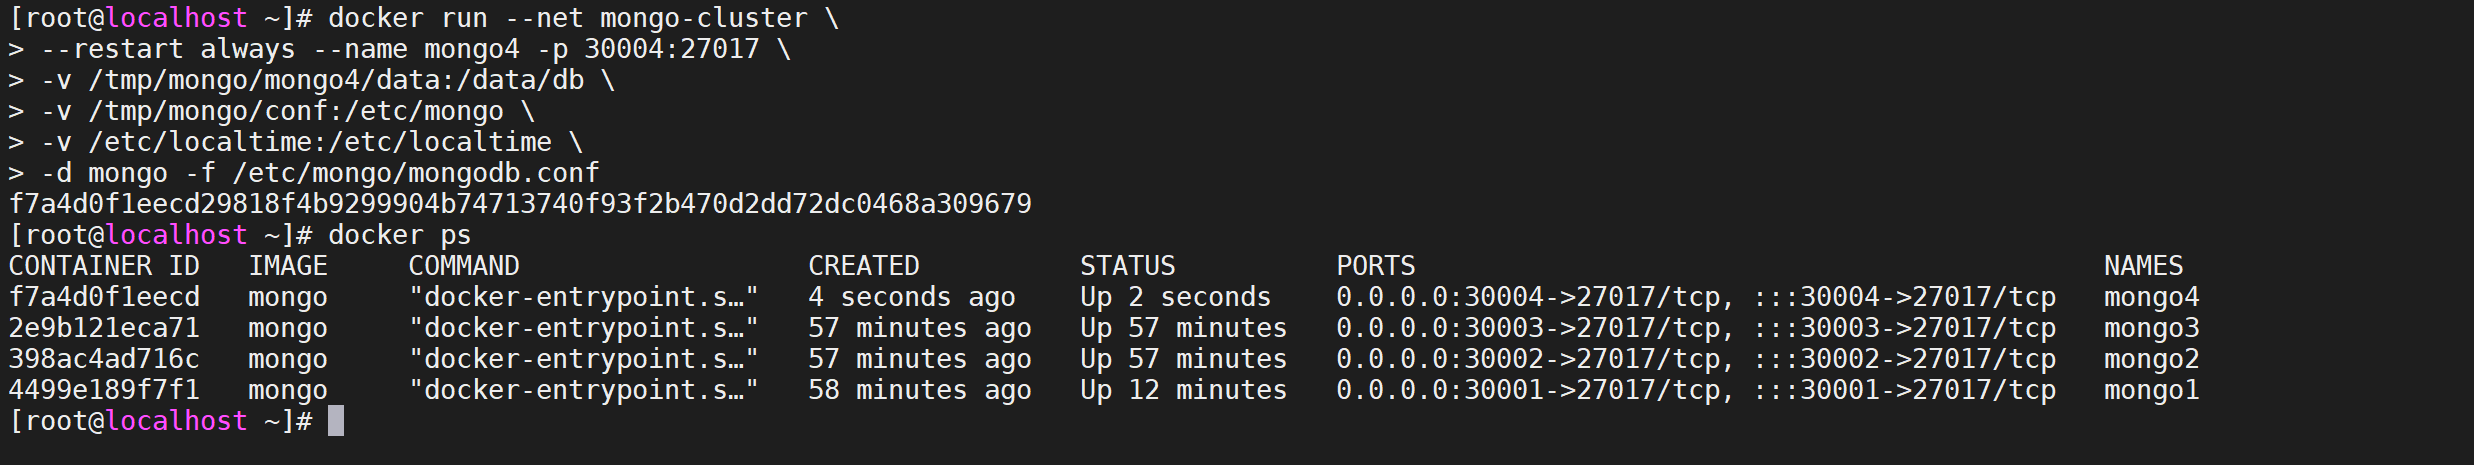 [root@localhost ~]# docker run --net mongo-cluster \
> --restart always --name mongo4 -p 30004:27017 \
> -v /tmp/mongo/mongo4/data:/data/db \
> -v /tmp/mongo/conf:/etc/mongo \
> -v /etc/localtime:/etc/localtime \
> -d mongo -f /etc/mongo/mongodb.conf
f7a4d0f1eecd29818f4b9299904b74713740f93f2b470d2dd72dc0468a309679
[root@localhost ~]# docker ps
CONTAINER ID   IMAGE     COMMAND                  CREATED          STATUS          PORTS                                           NAMES
f7a4d0f1eecd   mongo     "docker-entrypoint.s…"   4 seconds ago    Up 2 seconds    0.0.0.0:30004->27017/tcp, :::30004->27017/tcp   mongo4
2e9b121eca71   mongo     "docker-entrypoint.s…"   57 minutes ago   Up 57 minutes   0.0.0.0:30003->27017/tcp, :::30003->27017/tcp   mongo3
398ac4ad716c   mongo     "docker-entrypoint.s…"   57 minutes ago   Up 57 minutes   0.0.0.0:30002->27017/tcp, :::30002->27017/tcp   mongo2
4499e189f7f1   mongo     "docker-entrypoint.s…"   58 minutes ago   Up 12 minutes   0.0.0.0:30001->27017/tcp, :::30001->27017/tcp   mongo1
[root@localhost ~]#